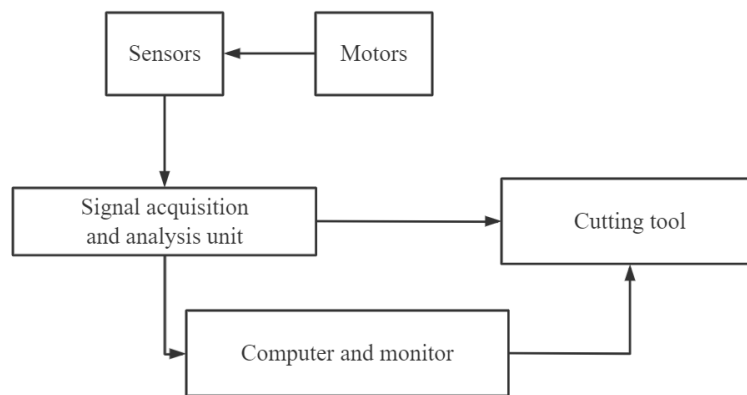 Sensors
Motors
Signal acquisition
and analysis unit
Cutting tool
Computer and monitor